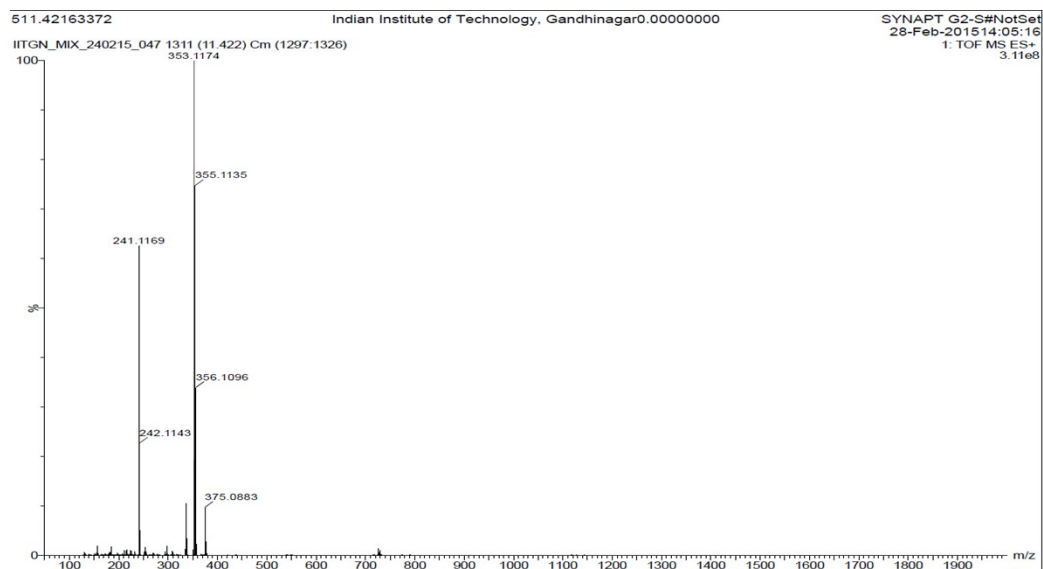 511.42163372 Indian Institute of Technology, Gandhinagar0.00000000 SYNAPT G2-S#NotSet
28-Feb-201514:05:16
IITGN_MIX_240215_047 1311 (11.422) Cm (1297:1326) 1: TOF MS ES+
3.11e8
353.1174
100
355.1135
241.1169
%
356.1096
242.1143
375.0883
0
100 200 300 400 500 600 700 800 900 1000 1100 1200 1300 1400 1500 1600 1700 1800 1900 m/z